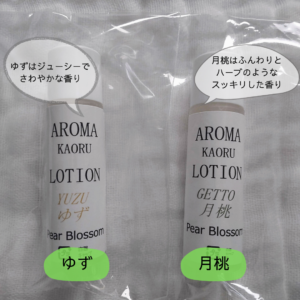 ゆずはジューシーで
さわやかな香り
月桃はふんわりと
ハーブのような
スッキリした香り
AROMA
KAORU
LOTION
YUZU
ゆず
Pear Blossom
ゆず
AROMA
KAORU
LOTION
GETTO
月桃
Pear Blossom
月桃